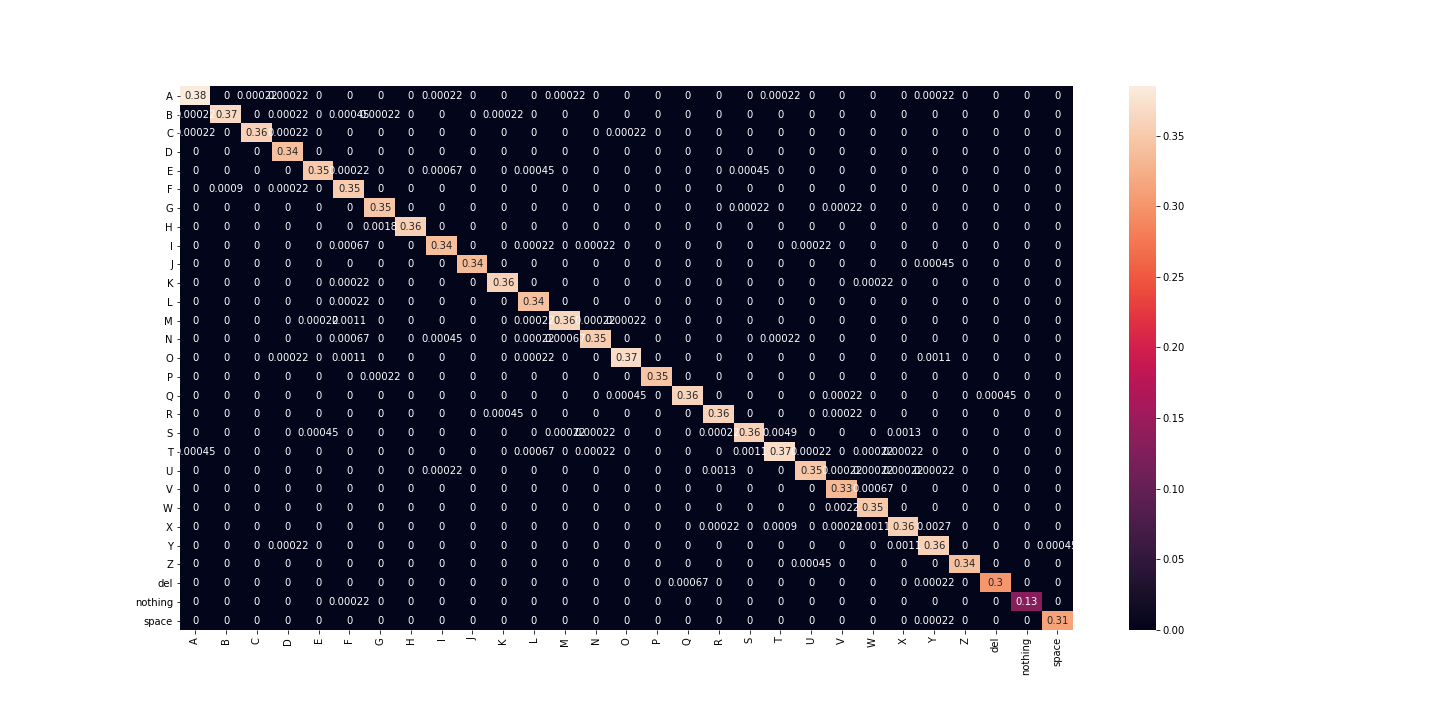 A 0.38 0 0.00022 0.00022 0 0 0 0 0.00022 0 0 0 0.00022 0 0 0 0 0 0 0.00022 0 0 0 0 0.00022 0 0 0 0
B 0.37 0 0.00022 0 0.00045 0.00022 0 0 0 0.00022 0 0 0 0 0 0 0 0 0 0 0 0 0 0 0 0 0 0
C 0.00022 0 0.36 0.00022 0 0 0 0 0 0 0 0 0 0 0.00022 0 0 0 0 0 0 0 0 0 0 0 0 0 0
D 0 0 0 0.34 0 0 0 0 0 0 0 0 0 0 0 0 0 0 0 0 0 0 0 0 0 0 0 0 0
E 0 0 0 0 0.35 0.00022 0 0 0.00067 0 0 0.00045 0 0 0 0 0 0 0.00045 0 0 0 0 0 0 0 0 0 0
F 0 0.0009 0 0.00022 0 0.35 0 0 0 0 0 0 0 0 0 0 0 0 0 0 0 0 0 0 0 0 0 0 0
G 0 0 0 0 0 0 0.35 0 0 0 0 0 0 0 0 0 0 0 0.00022 0 0 0.00022 0 0 0 0 0 0 0
H 0 0 0 0 0 0 0.0018 0.36 0 0 0 0 0 0 0 0 0 0 0 0 0 0 0 0 0 0 0 0 0
I 0 0 0 0 0 0.00067 0 0 0.34 0 0 0.00022 0 0.00022 0 0 0 0 0 0 0.00022 0 0 0 0 0 0 0 0
J 0 0 0 0 0 0 0 0 0 0.34 0 0 0 0 0 0 0 0 0 0 0 0 0 0 0.00045 0 0 0 0
K 0 0 0 0 0 0.00022 0 0 0 0 0.36 0 0 0 0 0 0 0 0 0 0 0 0.00022 0 0 0 0 0 0
L 0 0 0 0 0 0.00022 0 0 0 0 0 0.34 0 0 0 0 0 0 0 0 0 0 0 0 0 0 0 0 0
M 0 0 0 0 0.00022 0.0011 0 0 0 0 0 0.36 0.00022 0.00022 0 0 0 0 0 0 0 0 0 0 0 0 0 0
N 0 0 0 0 0 0.00067 0 0 0.00045 0 0 0.00022 0.35 0 0 0 0 0 0.00022 0 0 0 0 0 0 0 0 0
O 0 0 0 0.00022 0 0.0011 0 0 0 0 0 0.00022 0 0 0.37 0 0 0 0 0 0 0 0 0 0.0011 0 0 0 0
P 0 0 0 0 0 0 0.00022 0 0 0 0 0 0 0 0 0.35 0 0 0 0 0 0 0 0 0 0 0 0 0
Q 0 0 0 0 0 0 0 0 0 0 0 0 0 0 0.00045 0 0.36 0 0 0 0 0.00022 0 0 0 0 0.00045 0 0
R 0 0 0 0 0 0 0 0 0 0 0.00045 0 0 0 0 0 0 0.36 0 0 0 0.00022 0 0 0 0 0 0 0
S 0 0 0 0 0.00045 0 0 0 0 0 0 0 0.00022 0.00022 0 0 0 0.36 0.0049 0 0 0 0.0013 0 0 0 0 0
T 0.00045 0 0 0 0 0 0 0 0 0 0 0.00067 0 0.00022 0 0 0 0 0.0011 0.37 0.00022 0 0.00022 0.00022 0 0 0 0 0
U 0 0 0 0 0 0 0 0 0.00022 0 0 0 0 0 0 0 0 0.0013 0 0 0.35 0.00022 0.00022 0.00022 0.00022 0 0 0 0
V 0 0 0 0 0 0 0 0 0 0 0 0 0 0 0 0 0 0 0 0 0 0.33 0.00067 0 0 0 0 0 0
W 0 0 0 0 0 0 0 0 0 0 0 0 0 0 0 0 0 0 0 0 0 0.0022 0.35 0 0 0 0 0 0
X 0 0 0 0 0 0 0 0 0 0 0 0 0 0 0 0 0 0.00022 0 0.0009 0 0.00022 0.0011 0.36 0.0027 0 0 0 0
Y 0 0 0 0.00022 0 0 0 0 0 0 0 0 0 0 0 0 0 0 0 0 0 0 0 0.0011 0.36 0 0 0 0.00045
Z 0 0 0 0 0 0 0 0 0 0 0 0 0 0 0 0 0 0 0 0 0.00045 0 0 0 0 0.34 0 0 0
del 0 0 0 0 0 0 0 0 0 0 0 0 0 0 0 0 0.00067 0 0 0 0 0 0 0 0.00022 0 0.3 0 0
nothing 0 0 0 0 0 0.00022 0 0 0 0 0 0 0 0 0 0 0 0 0 0 0 0 0 0 0 0 0 0.13 0
space 0 0 0 0 0 0 0 0 0 0 0 0 0 0 0 0 0 0 0 0 0 0 0 0 0.00022 0 0 0 0.31
A B C D E F G H I J K L M N O P Q R S T U V W X Y Z del nothing space
0.35
0.30
0.25
0.20
0.15
0.10
0.05
0.00